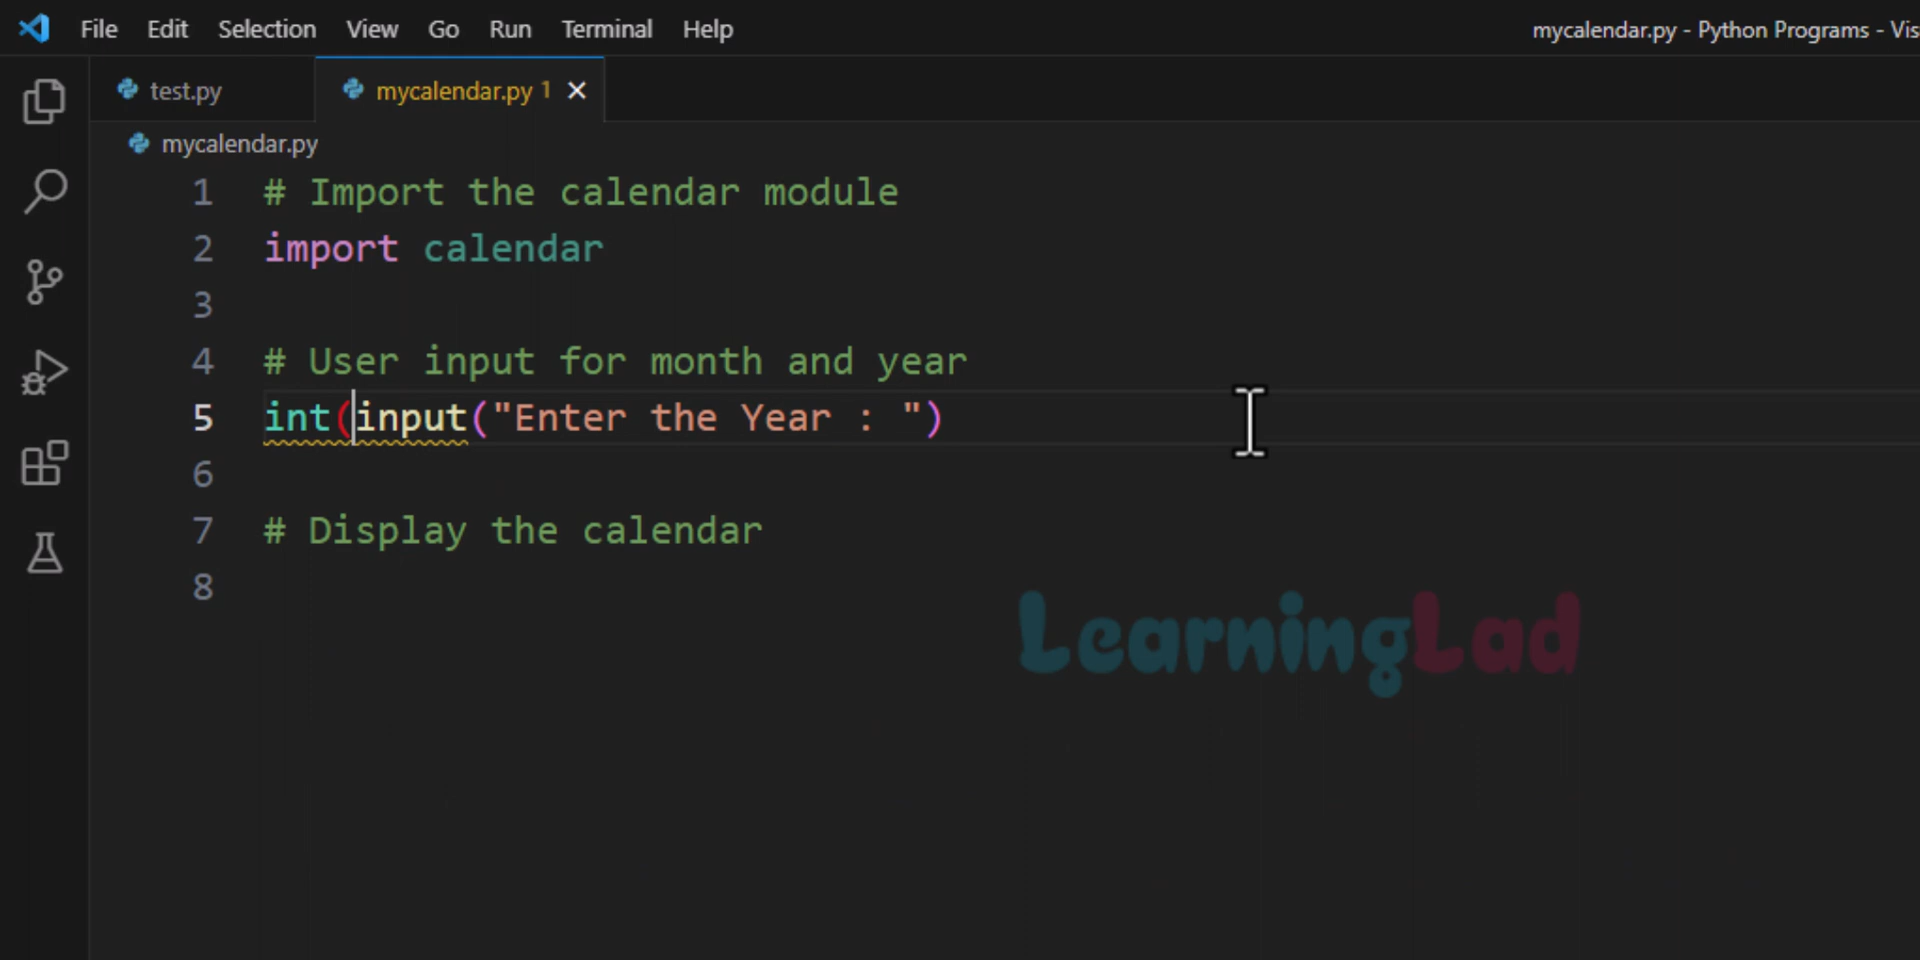 File Edit Selection View Go Run Terminal Help mycalendar.py - Python Programs - Vis
test.py mycalendar.py 1
mycalendar.py
1 # Import the calendar module
2 import calendar
3
4 # User input for month and year
5 int(input("Enter the Year : ")
6
7 # Display the calendar
8
LearningLad